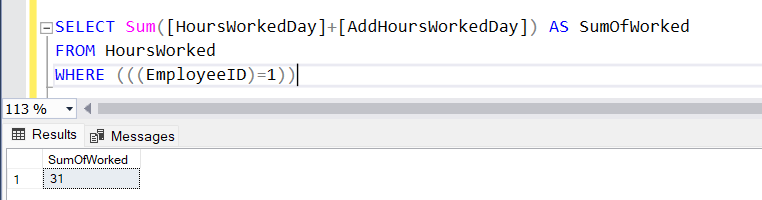 SELECT Sum([HoursWorkedDay]+[AddHoursWorkedDay]) AS SumOfWorked
FROM HoursWorked
WHERE (((EmployeeID)=1))
113 %
Results Messages
SumOfWorked
1 31